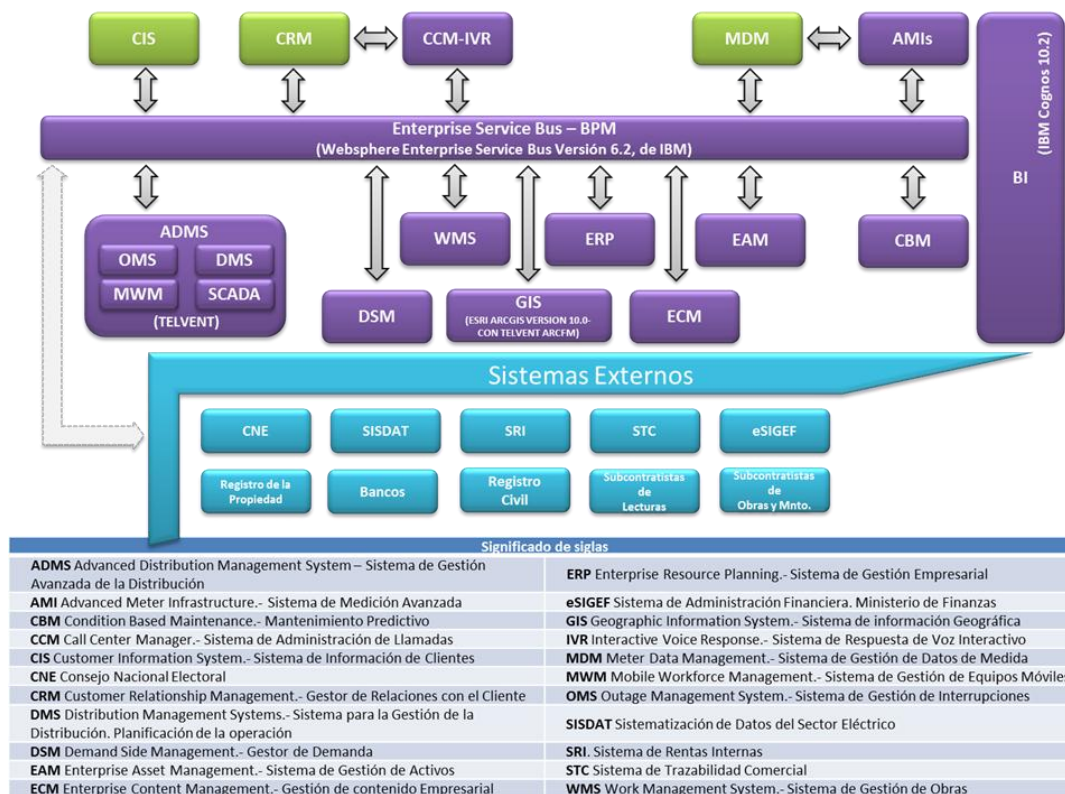 CIS
CRM
CCM-IVR
MDM
AMIs
BI
(IBM Cognos 10.2)
Enterprise Service Bus – BPM
(Websphere Enterprise Service Bus Versión 6.2, de IBM)
ADMS
OMS
DMS
MWM
SCADA
(TELVENT)
WMS
ERP
EAM
CBM
DSM
GIS
(ESRI ARCGIS VERSION 10.0-
CON TELVENT ARCFM)
ECM
Sistemas Externos
CNE
SISDAT
SRI
STC
eSIGEF
Registro de la
Propiedad
Bancos
Registro
Civil
Subcontratistas
de
Lecturas
Subcontratistas
de
Obras y Mnto.
Significado de siglas
ADMS Advanced Distribution Management System – Sistema de Gestión
Avanzada de la Distribución
ERP Enterprise Resource Planning.- Sistema de Gestión Empresarial
AMI Advanced Meter Infrastructure.- Sistema de Medición Avanzada
eSIGEF Sistema de Administración Financiera. Ministerio de Finanzas
CBM Condition Based Maintenance.- Mantenimiento Predictivo
GIS Geographic Information System.- Sistema de información Geográfica
CCM Call Center Manager.- Sistema de Administración de Llamadas
IVR Interactive Voice Response.- Sistema de Respuesta de Voz Interactivo
CIS Customer Information System.- Sistema de Información de Clientes
MDM Meter Data Management.- Sistema de Gestión de Datos de Medida
CNE Consejo Nacional Electoral
MWM Mobile Workforce Management.- Sistema de Gestión de Equipos Móviles
CRM Customer Relationship Management.- Gestor de Relaciones con el Cliente
OMS Outage Management System.- Sistema de Gestión de Interrupciones
DMS Distribution Management Systems.- Sistema para la Gestión de la
Distribución. Planificación de la operación
SISDAT Sistematización de Datos del Sector Eléctrico
DSM Demand Side Management.- Gestor de Demanda
SRI. Sistema de Rentas Internas
EAM Enterprise Asset Management.- Sistema de Gestión de Activos
STC Sistema de Trazabilidad Comercial
ECM Enterprise Content Management.- Gestión de contenido Empresarial
WMS Work Management System.- Sistema de Gestión de Obras